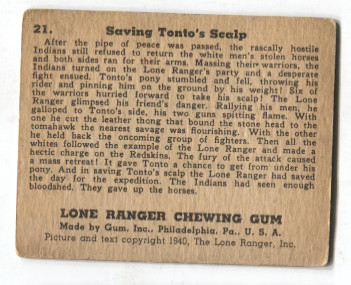 21. Saving Tonto's Scalp
After the pipe of peace was passed, the rascally hostile
Indians still refused to return the white men's stolen horses
and both sides ran for their arms. Massing their warriors, the
Indians turned on the Lone Ranger's party and a desperate
fight ensued. Tonto's pony stumbled and fell, throwing his
rider and pinning him on the ground by his weight! Six of
the warriors hurried forward to take his scalp! The Lone
Ranger glimpsed his friend's danger. Rallying his men, he
galloped to Tonto's side, his two guns spitting flame. With
one he cut the leather thong that bound the stone head to the
tomahawk the nearest savage was flourishing. With the other
he held back the oncoming group of fighters. Then all the
whites followed the example of the Lone Ranger and made a
hectic charge on the Redskins. The fury of the attack caused
a mass retreat! It gave Tonto a chance to get from under his
pony. And in saving Tonto's scalp the Lone Ranger had saved
the day for the expedition. The Indians had seen enough
bloodshed. They gave up the horses.
LONE RANGER CHEWING GUM
Made by Gum, Inc., Philadelphia, Pa., U. S. A.
Picture and text copyright 1940, The Lone Ranger, Inc.